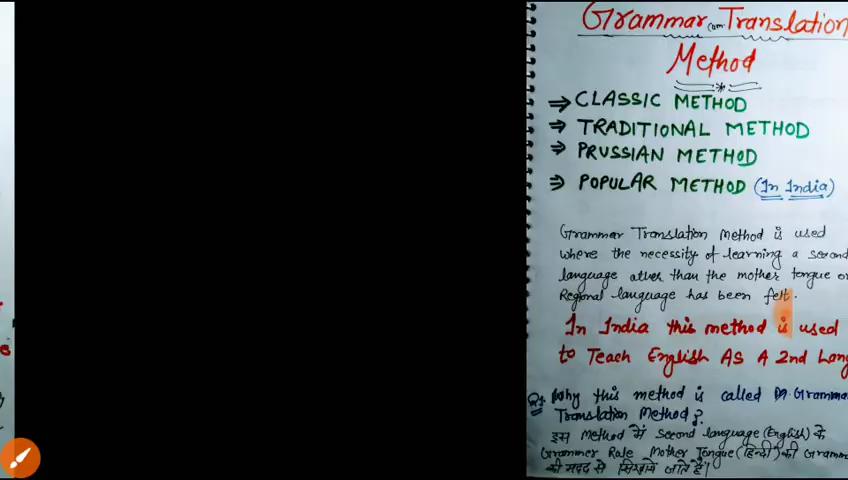 Grammar cum Translation
Method
⇒ CLASSIC METHOD
⇒ TRADITIONAL METHOD
⇒ PRUSSIAN METHOD
⇒ POPULAR METHOD (In India)
Grammar Translation Method is used
where the necessity of learning a second
language other than the mother tongue or
Regional language has been felt.
In India this method is used
to Teach English As A 2nd Lang
Q1. Why this method is called Grammar
Translation Method?
इस Method में Second language (English) के
Grammer Rule Mother Tongue (हिन्दी) की Gramm
की मदद से सिखाये जाते हैं।